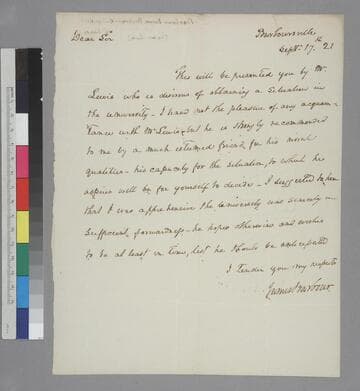 Barboursville
Septr. 17th 21
Dear Sir
This will be presented you by Mr.
Lewis who is desirous of obtaining a situation in
the university - I have not the pleasure of any acquain
tance with Mr Lewis - but he is strongly recommended
to me by a much esteemed friend, for his moral
qualities - his capacity for the situation to which he
aspires will be for yourself to decide - I suggested to him
that I was apprehensive the university was scarcely in
sufficient forwardness - he hopes otherwise and wishes
to be at least in time, lest he should be anticipated
I tender you my respects
James Barbour